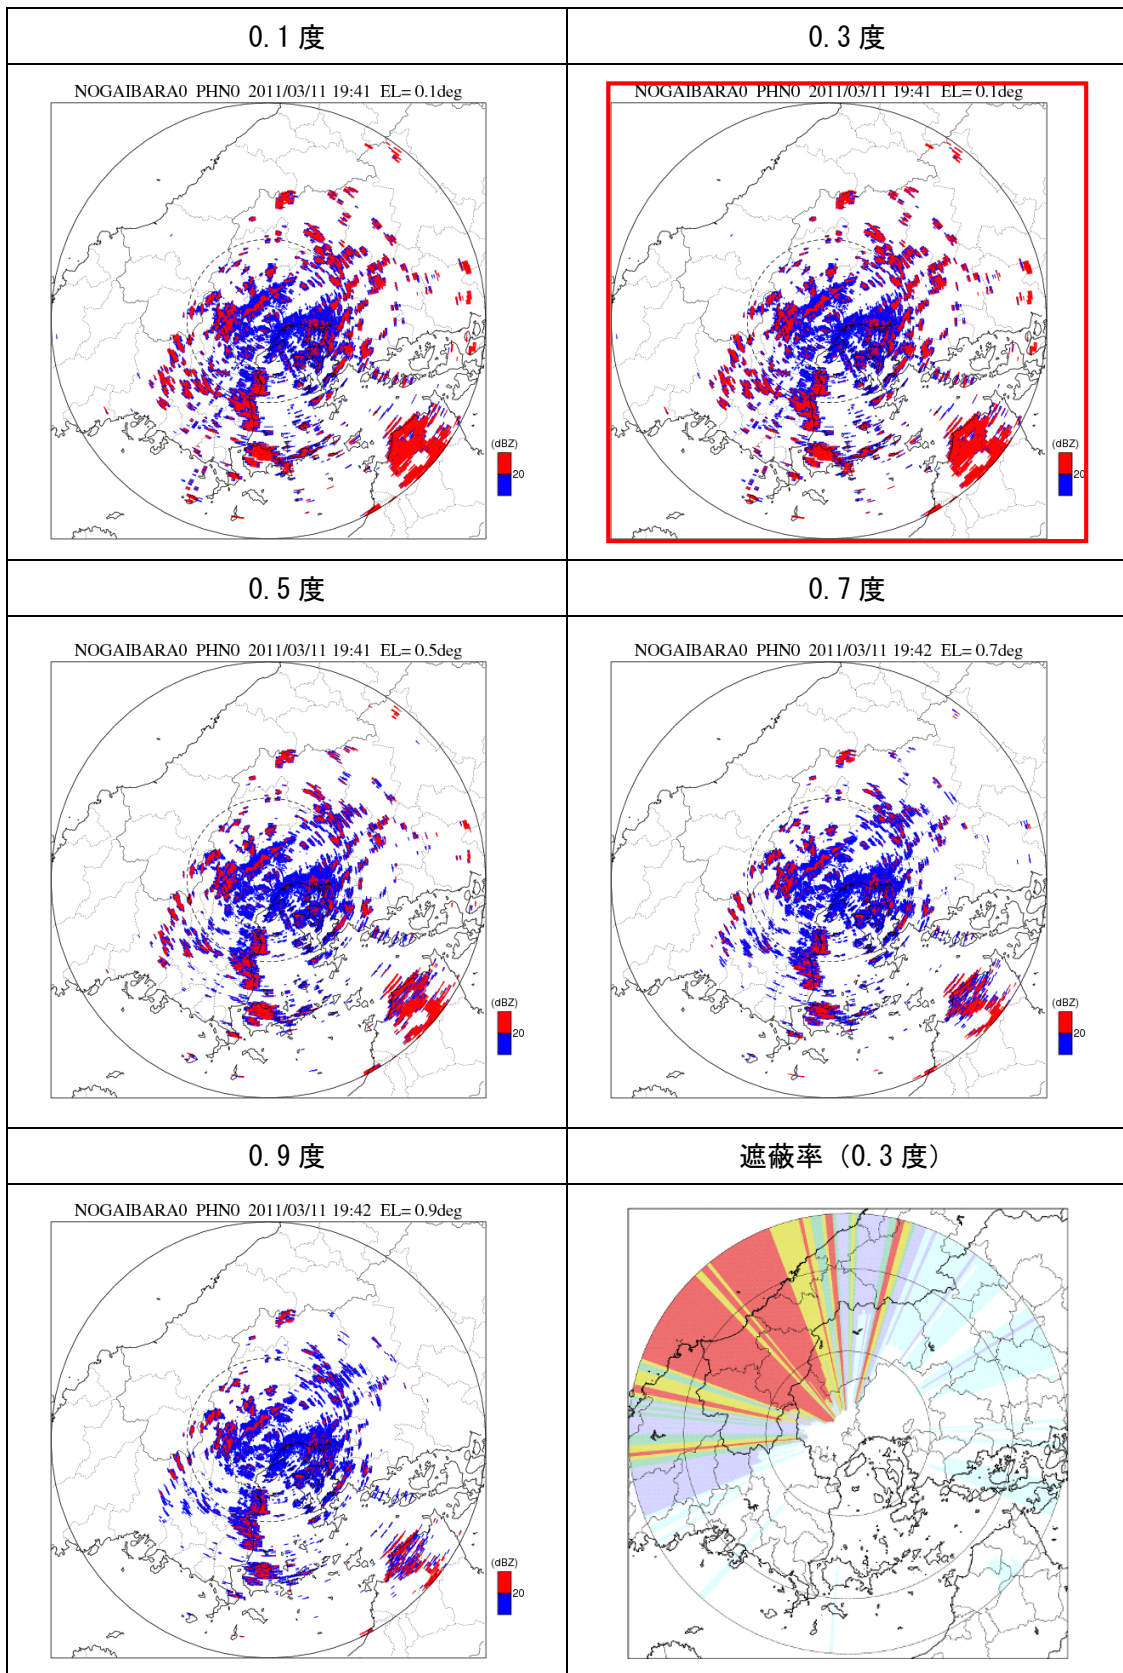 0.1度
0.3度
NOGAIBARA0 PHN0 2011/03/11 19:41 EL= 0.1deg
(dBZ)
20
NOGAIBARA0 PHN0 2011/03/11 19:41 EL= 0.1deg
(dBZ)
20
0.5度
0.7度
NOGAIBARA0 PHN0 2011/03/11 19:41 EL= 0.5deg
(dBZ)
20
NOGAIBARA0 PHN0 2011/03/11 19:42 EL= 0.7deg
(dBZ)
20
0.9度
遮蔽率（0.3度）
NOGAIBARA0 PHN0 2011/03/11 19:42 EL= 0.9deg
(dBZ)
20